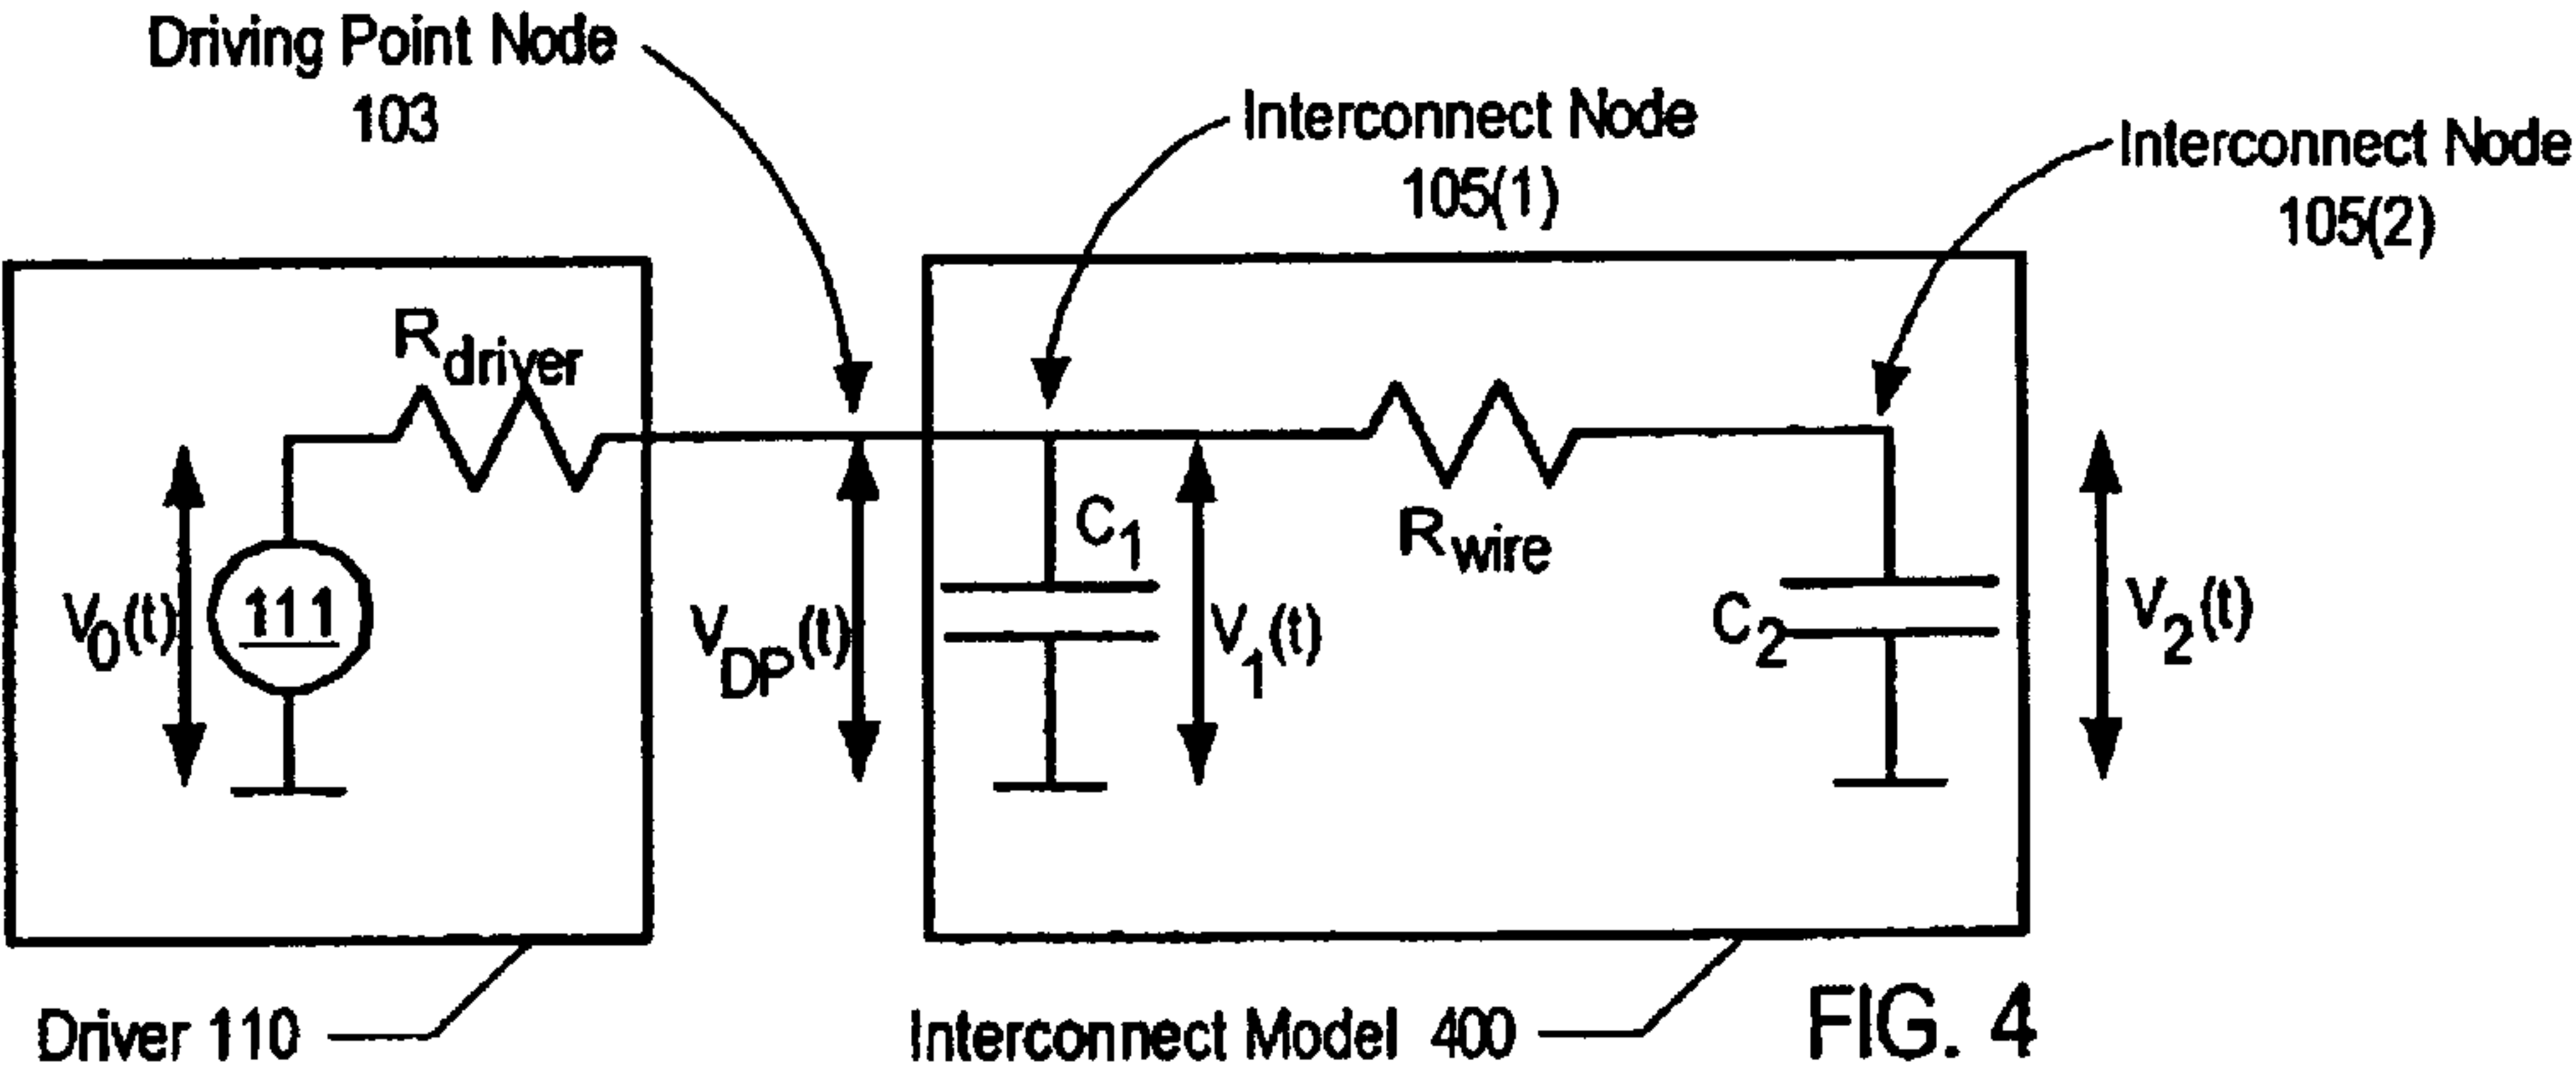 Driving Point Node
103
Interconnect Node
105(1)
Interconnect Node
105(2)
Rdriver
V0(t)
111
VDP(t)
C1
V1(t)
Rwire
C2
V2(t)
Driver 110
Interconnect Model 400
FIG. 4